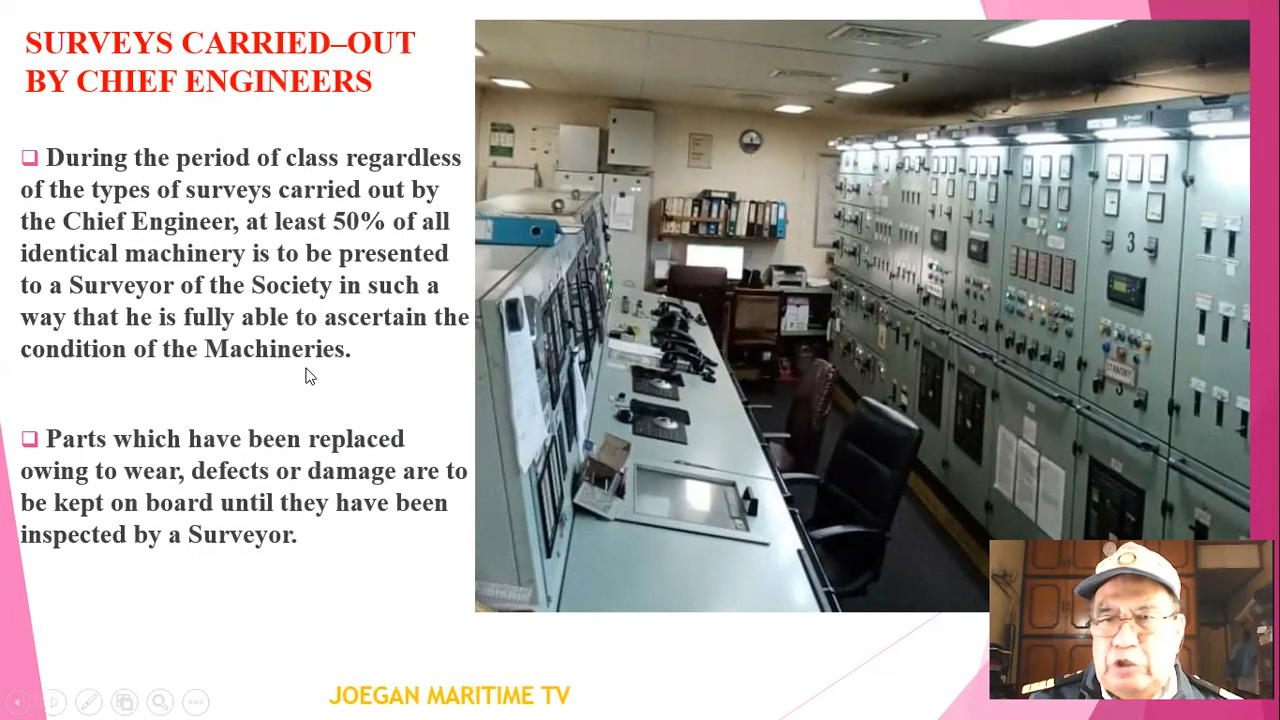 SURVEYS CARRIED–OUT
BY CHIEF ENGINEERS
During the period of class regardless
of the types of surveys carried out by
the Chief Engineer, at least 50% of all
identical machinery is to be presented
to a Surveyor of the Society in such a
way that he is fully able to ascertain the
condition of the Machineries.
Parts which have been replaced
owing to wear, defects or damage are to
be kept on board until they have been
inspected by a Surveyor.
3
STANDBY
3
JOEGAN MARITIME TV